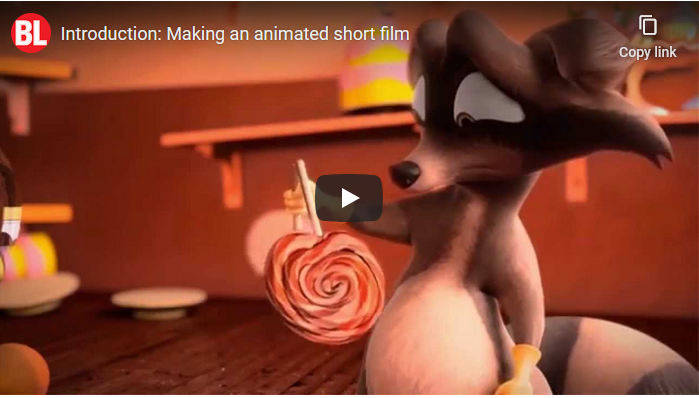 BL
Introduction: Making an animated short film
Copy link